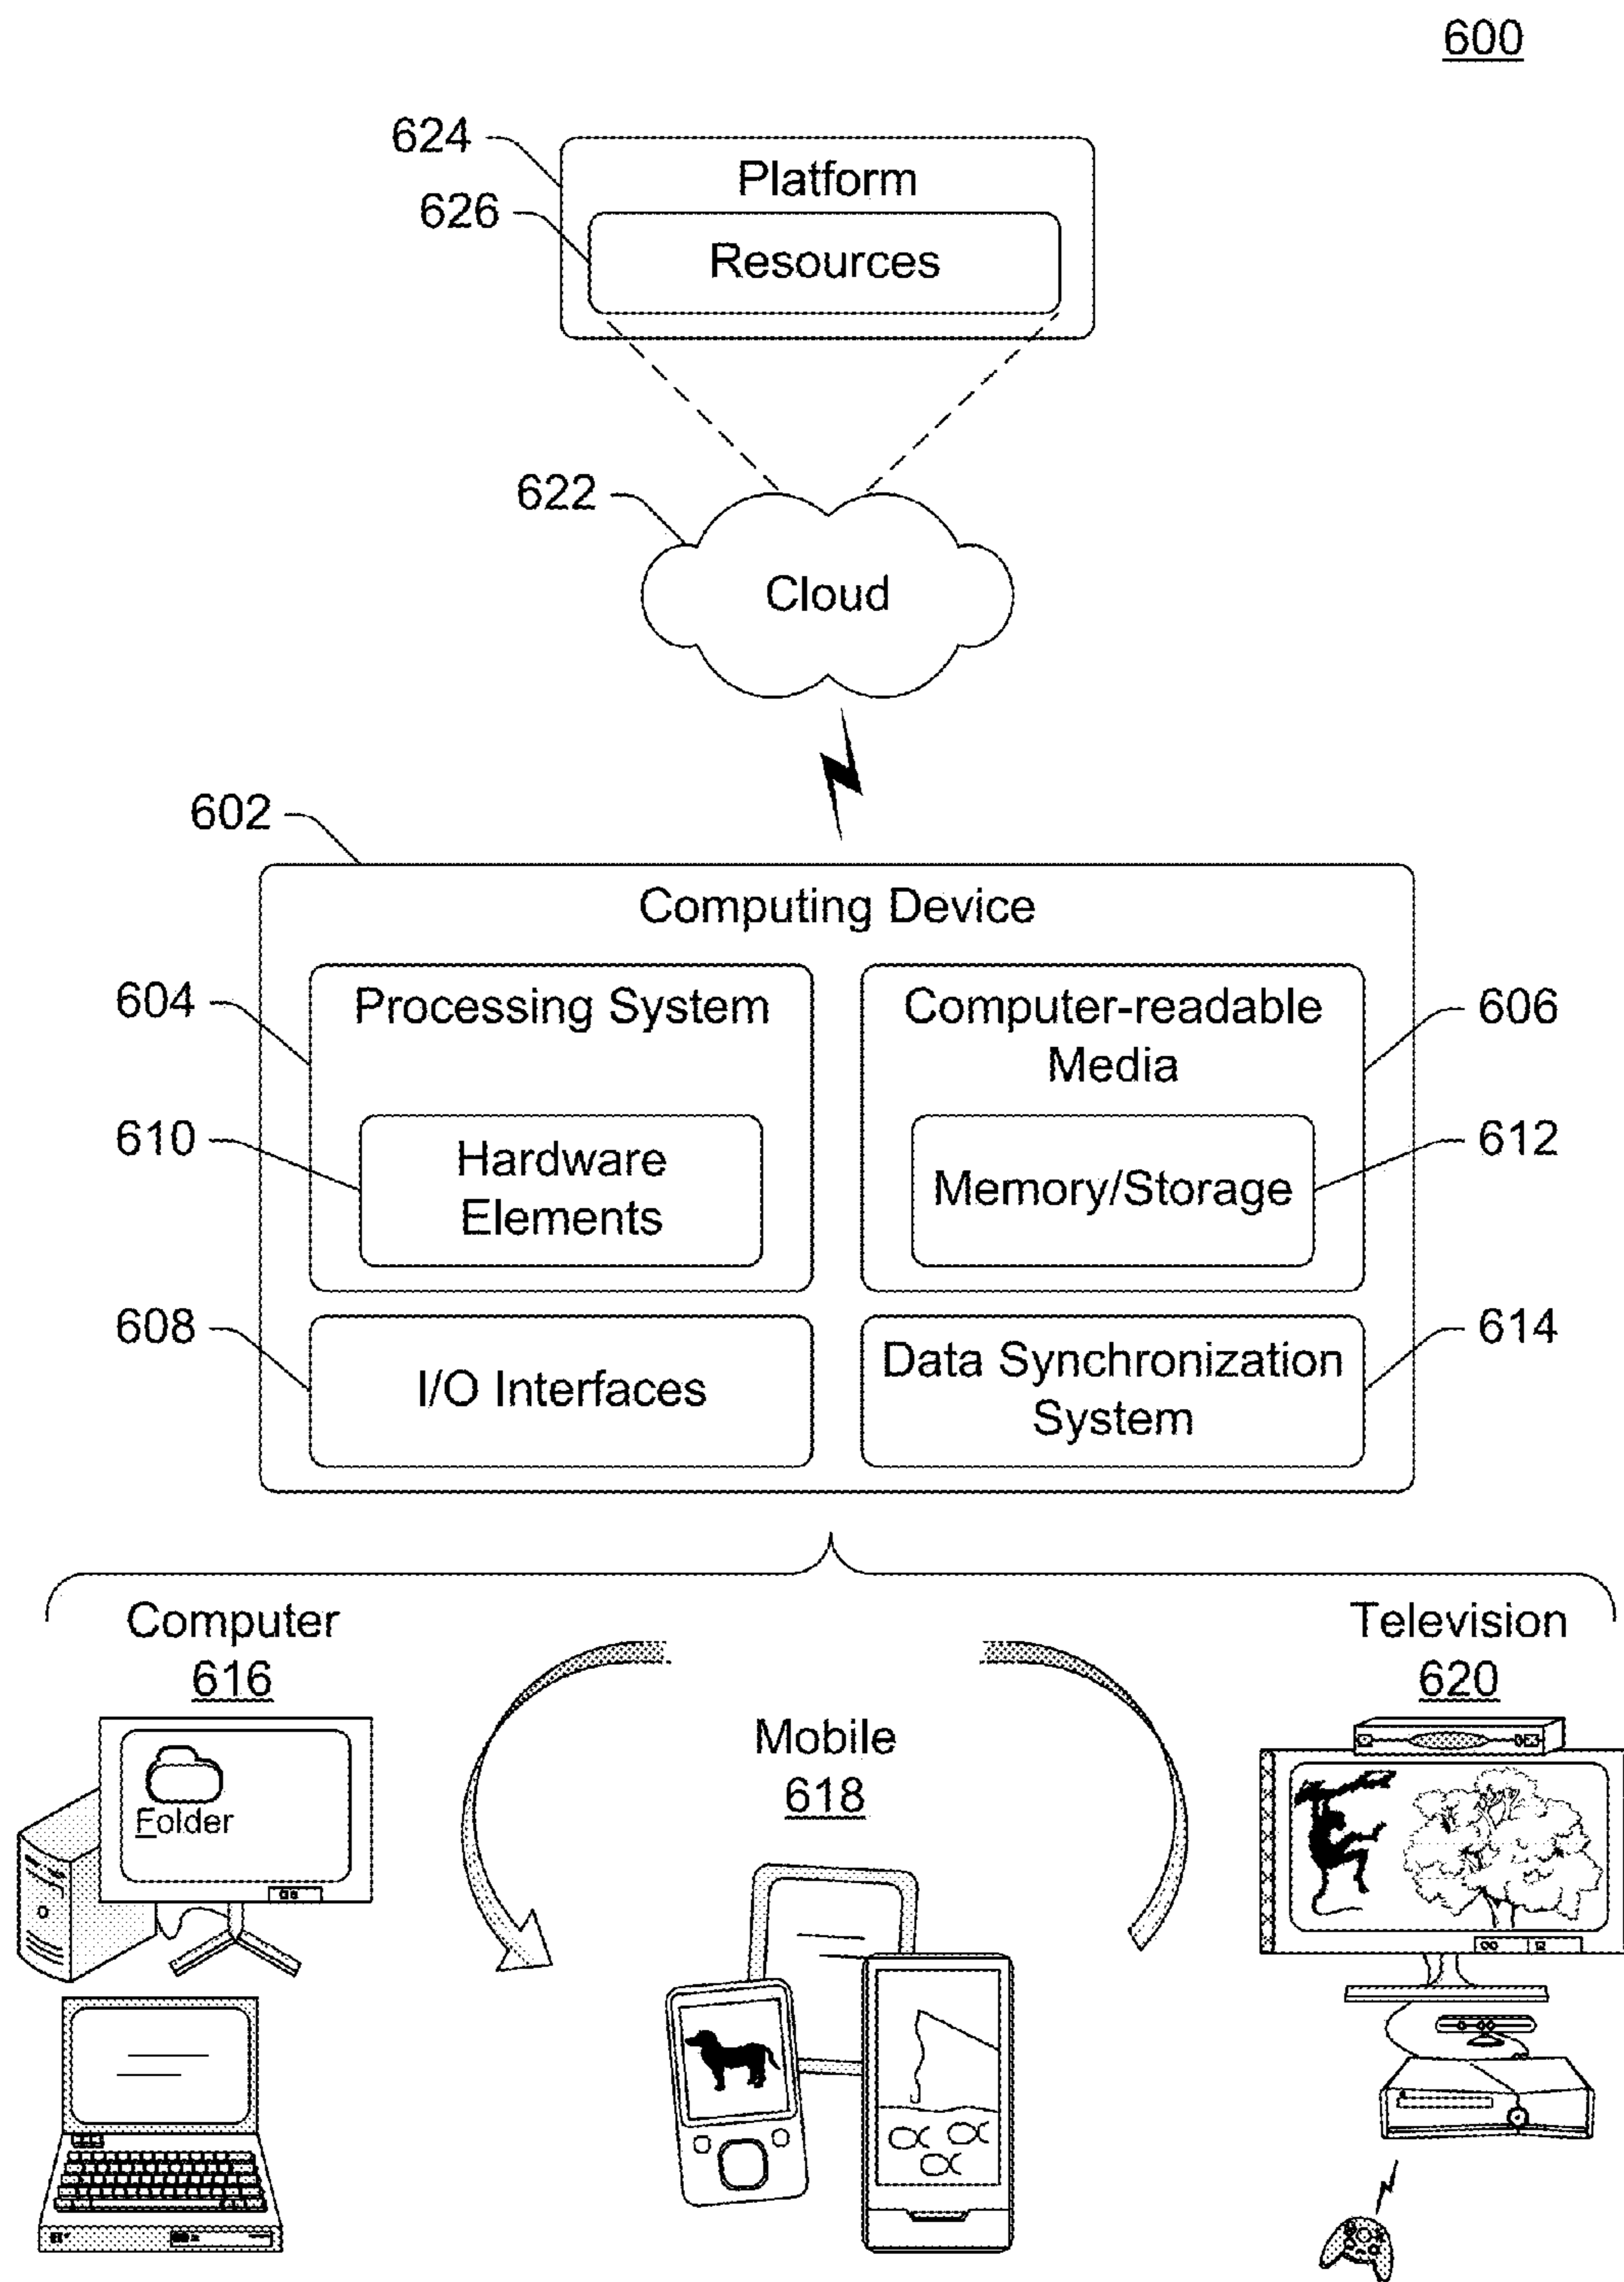 600
624
Platform
626
Resources
622
Cloud
602
Computing Device
604
Processing System
Computer-readable
Media
606
610
Hardware
Elements
Memory/Storage
612
608
I/O Interfaces
Data Synchronization
System
614
Computer
616
Mobile
618
Television
620
Folder